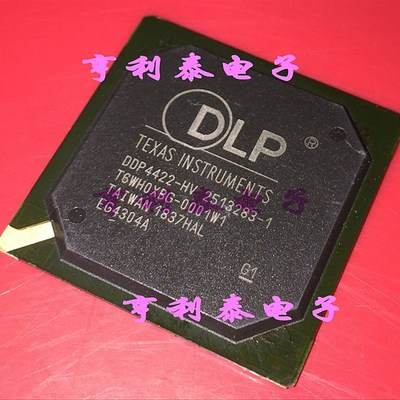 亨利泰电子
DLP®
TEXAS INSTRUMENTS
DDP4422-HV 2513283-1
T6WH0XBG-0001W1
TAIWAN 1837HAL
EG4304A
G1
亨利泰电子